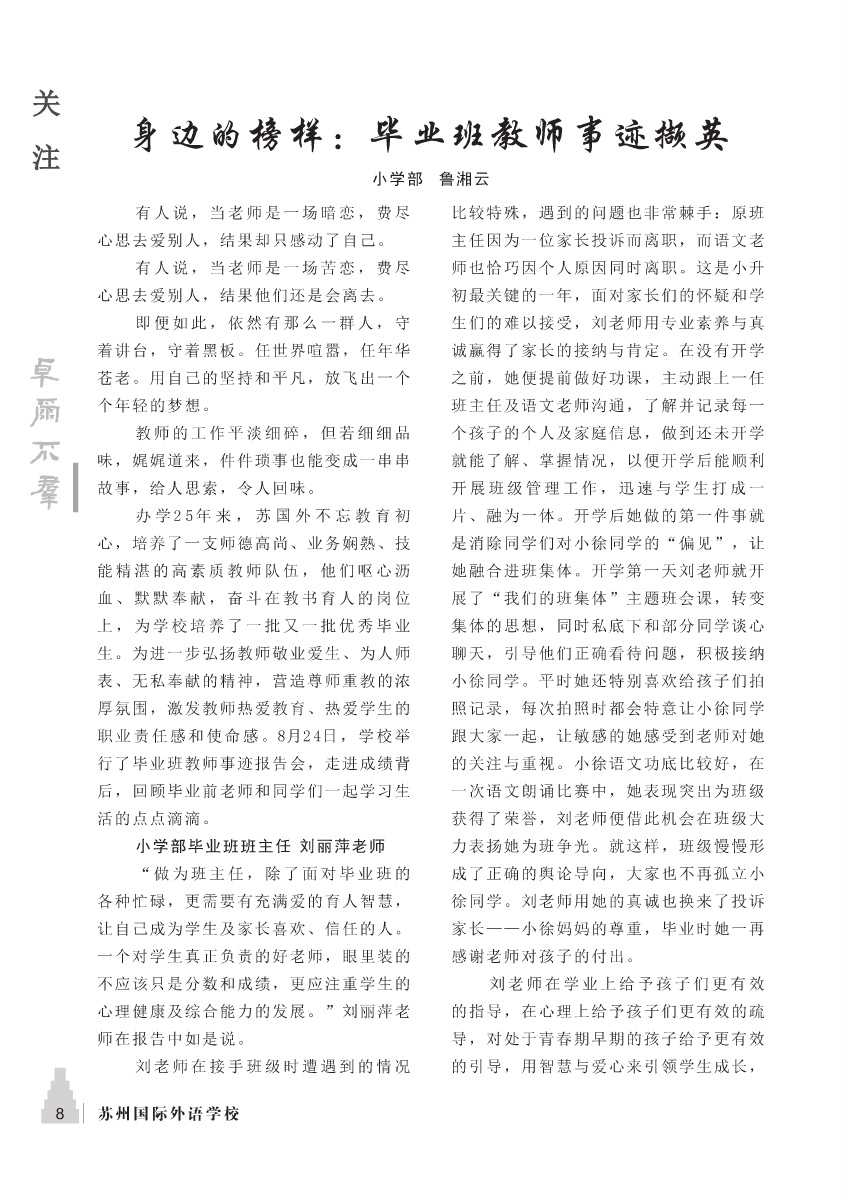 关
注
卓爾不羣
身边的榜样：毕业班教师事迹撷英
小学部　鲁湘云
有人说，当老师是一场暗恋，费尽
心思去爱别人，结果却只感动了自己。
有人说，当老师是一场苦恋，费尽
心思去爱别人，结果他们还是会离去。
即便如此，依然有那么一群人，守
着讲台，守着黑板。任世界喧嚣，任年华
苍老。用自己的坚持和平凡，放飞出一个
个年轻的梦想。
教师的工作平淡细碎，但若细细品
味，娓娓道来，件件琐事也能变成一串串
故事，给人思索，令人回味。
办学25年来，苏国外不忘教育初
心，培养了一支师德高尚、业务娴熟、技
能精湛的高素质教师队伍，他们呕心沥
血、默默奉献，奋斗在教书育人的岗位
上，为学校培养了一批又一批优秀毕业
生。为进一步弘扬教师敬业爱生、为人师
表、无私奉献的精神，营造尊师重教的浓
厚氛围，激发教师热爱教育、热爱学生的
职业责任感和使命感。8月24日，学校举
行了毕业班教师事迹报告会，走进成绩背
后，回顾毕业前老师和同学们一起学习生
活的点点滴滴。
小学部毕业班班主任 刘丽萍老师
“做为班主任，除了面对毕业班的
各种忙碌，更需要有充满爱的育人智慧，
让自己成为学生及家长喜欢、信任的人。
一个对学生真正负责的好老师，眼里装的
不应该只是分数和成绩，更应注重学生的
心理健康及综合能力的发展。”刘丽萍老
师在报告中如是说。
刘老师在接手班级时遭遇到的情况
比较特殊，遇到的问题也非常棘手：原班
主任因为一位家长投诉而离职，而语文老
师也恰巧因个人原因同时离职。这是小升
初最关键的一年，面对家长们的怀疑和学
生们的难以接受，刘老师用专业素养与真
诚赢得了家长的接纳与肯定。在没有开学
之前，她便提前做好功课，主动跟上一任
班主任及语文老师沟通，了解并记录每一
个孩子的个人及家庭信息，做到还未开学
就能了解、掌握情况，以便开学后能顺利
开展班级管理工作，迅速与学生打成一
片、融为一体。开学后她做的第一件事就
是消除同学们对小徐同学的“偏见”，让
她融合进班集体。开学第一天刘老师就开
展了“我们的班集体”主题班会课，转变
集体的思想，同时私底下和部分同学谈心
聊天，引导他们正确看待问题，积极接纳
小徐同学。平时她还特别喜欢给孩子们拍
照记录，每次拍照时都会特意让小徐同学
跟大家一起，让敏感的她感受到老师对她
的关注与重视。小徐语文功底比较好，在
一次语文朗诵比赛中，她表现突出为班级
获得了荣誉，刘老师便借此机会在班级大
力表扬她为班争光。就这样，班级慢慢形
成了正确的舆论导向，大家也不再孤立小
徐同学。刘老师用她的真诚也换来了投诉
家长——小徐妈妈的尊重，毕业时她一再
感谢老师对孩子的付出。
刘老师在学业上给予孩子们更有效
的指导，在心理上给予孩子们更有效的疏
导，对处于青春期早期的孩子给予更有效
的引导，用智慧与爱心来引领学生成长，
8
苏州国际外语学校